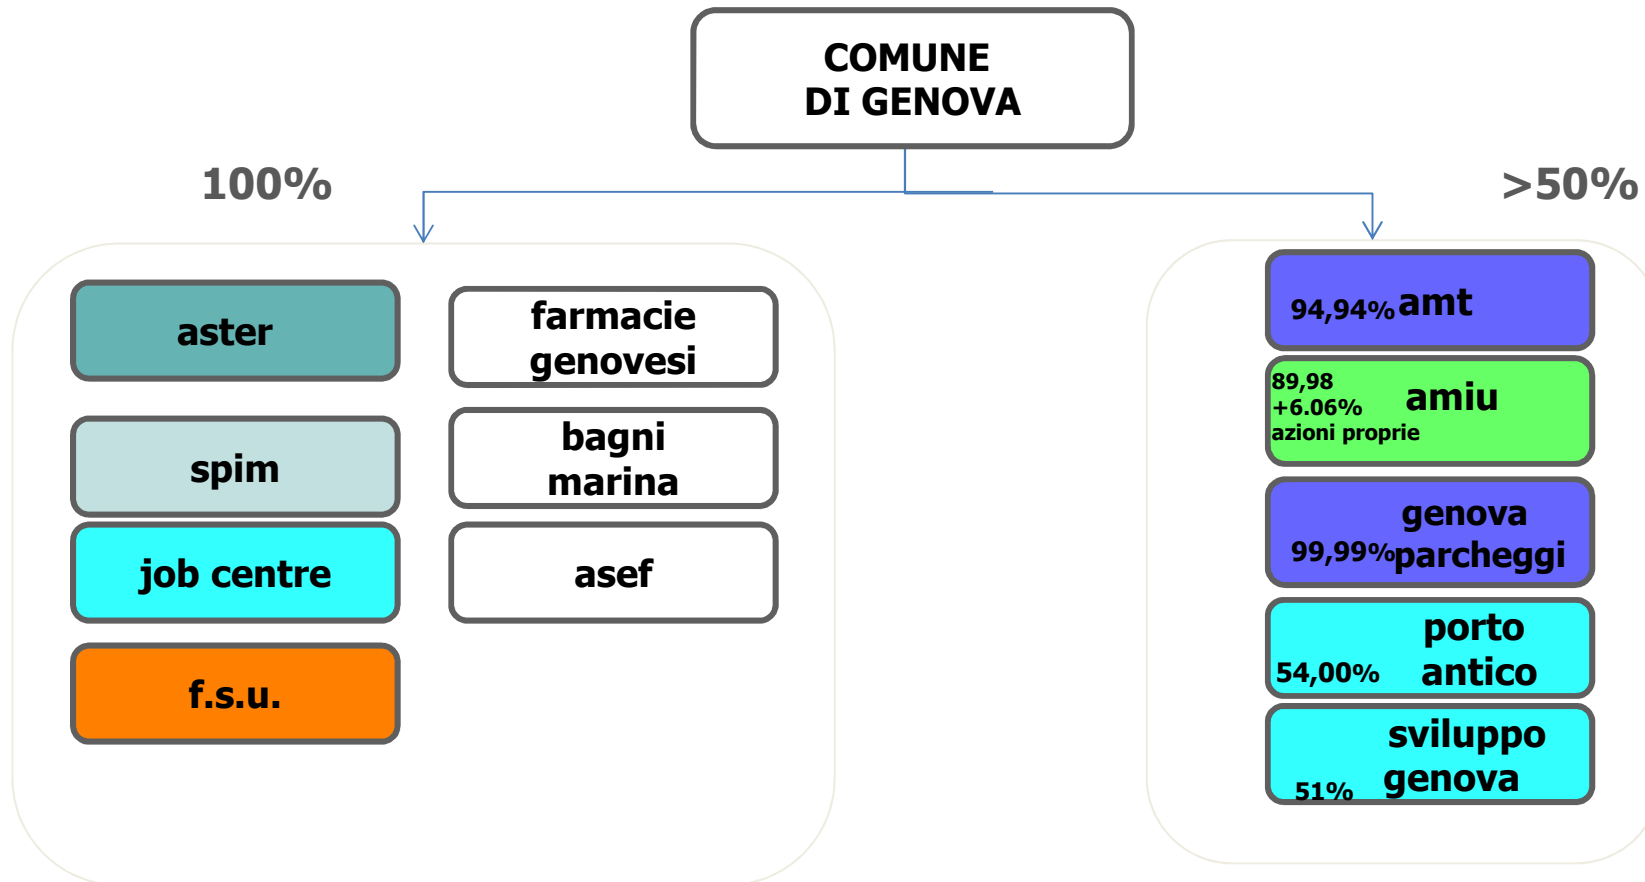 COMUNE
DI GENOVA
100%
>50%
aster
spim
job centre
f.s.u.
farmacie
genovesi
bagni
marina
asef
94,94% amt
89,98
+6.06%
azioni proprie
amiu
genova
99,99% parcheggi
porto
54,00% antico
sviluppo
51% genova